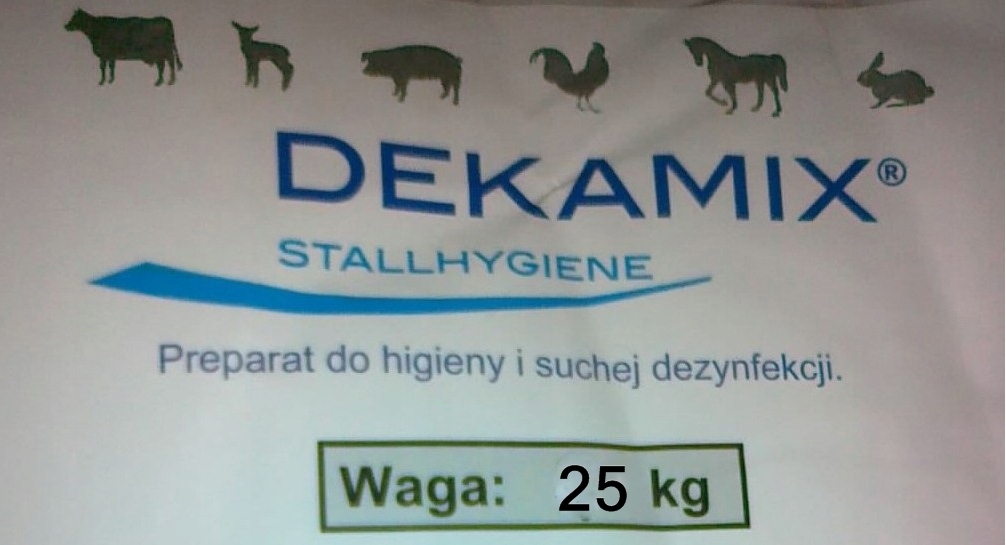 DEKAMIX®
STALLHYGIENE
Preparat do higieny i suchej dezynfekcji.
Waga: 25 kg